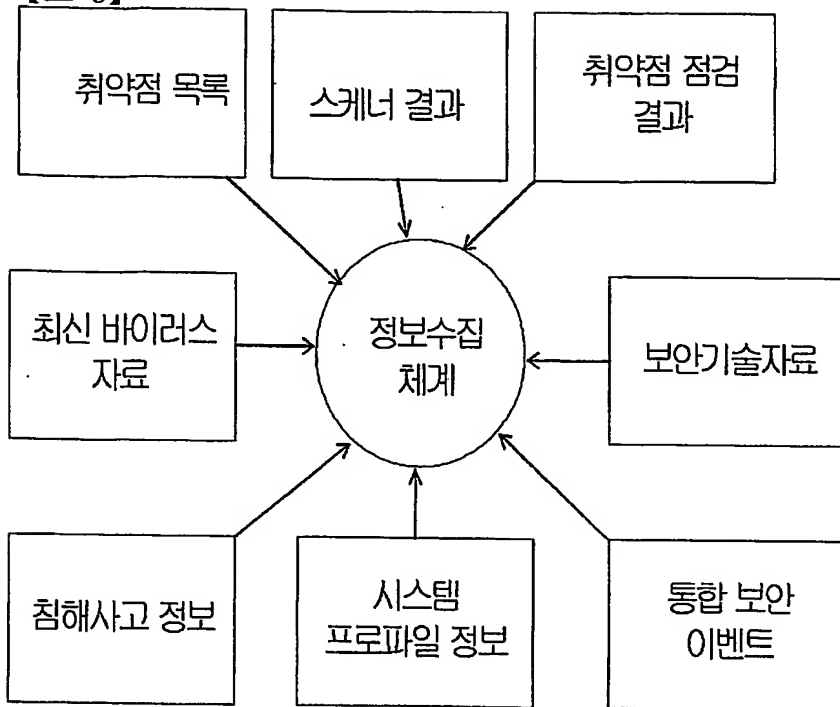 취약점 목록
스케너 결과
취약점 점검
결과
최신 바이러스
자료
정보수집
체계
보안기술자료
침해사고 정보
시스템
프로파일 정보
통합 보안
이벤트